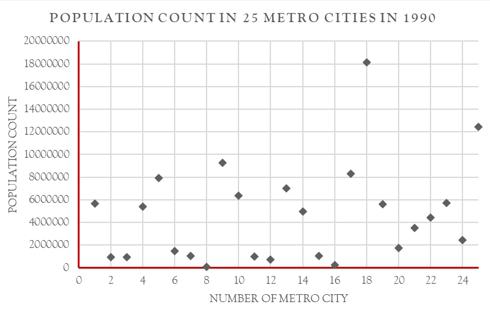 POPULATION COUNT IN 25 METRO CITIES IN 1990
20000000
18000000
16000000
14000000
12000000
10000000
8000000
6000000
4000000
2000000
0
POPULATION COUNT
0 2 4 6 8 10 12 14 16 18 20 22 24
NUMBER OF METRO CITY